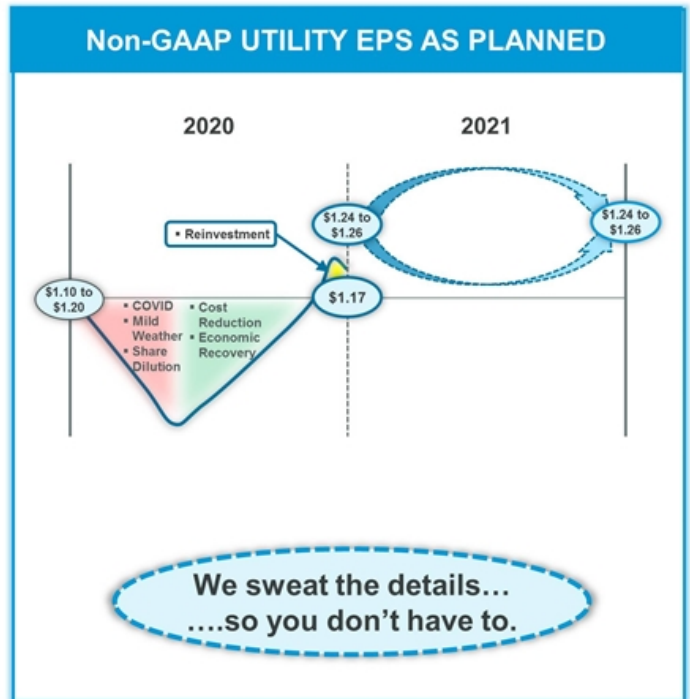 Non-GAAP UTILITY EPS AS PLANNED
2020
2021
▪ Reinvestment
$1.24 to
$1.26
$1.24 to
$1.26
$1.10 to
$1.20
$1.17
▪ COVID
▪ Mild
Weather
▪ Share
Dilution
▪ Cost
Reduction
▪ Economic
Recovery
We sweat the details…
….so you don’t have to.